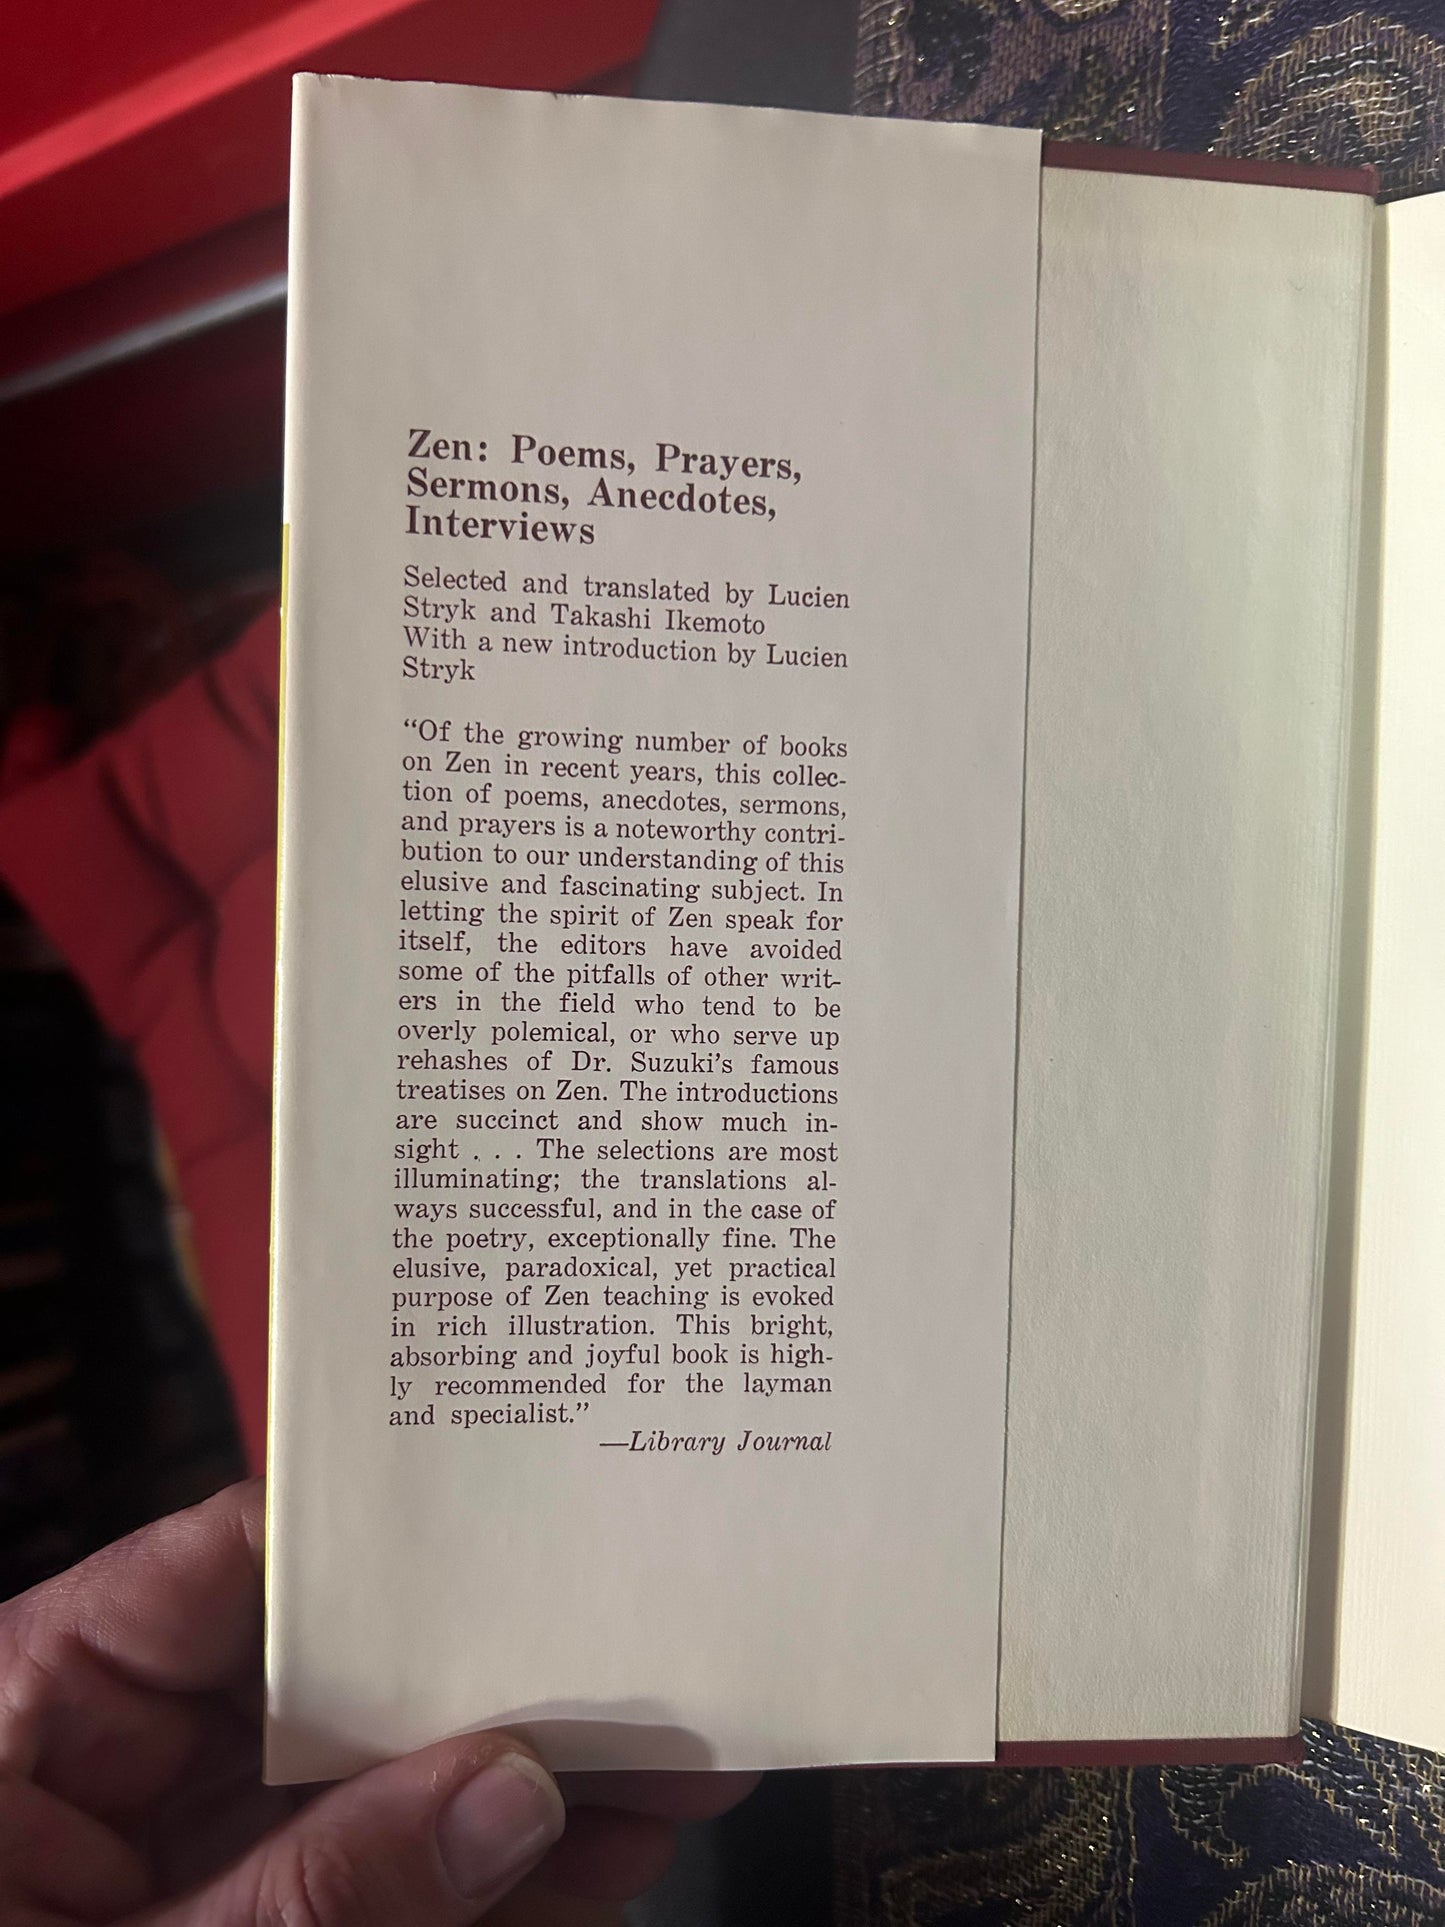 Zen: Poems, Prayers,
Sermons, Anecdotes,
Interviews
Selected and translated by Lucien
Stryk and Takashi Ikemoto
With a new introduction by Lucien
Stryk
“Of the growing number of books
on Zen in recent years, this collec-
tion of poems, anecdotes, sermons,
and prayers is a noteworthy contri-
bution to our understanding of this
elusive and fascinating subject. In
letting the spirit of Zen speak for
itself, the editors have avoided
some of the pitfalls of other writ-
ers in the field who tend to be
overly polemical, or who serve up
rehashes of Dr. Suzuki’s famous
treatises on Zen. The introductions
are succinct and show much in-
sight . . . The selections are most
illuminating; the translations al-
ways successful, and in the case of
the poetry, exceptionally fine. The
elusive, paradoxical, yet practical
purpose of Zen teaching is evoked
in rich illustration. This bright,
absorbing and joyful book is high-
ly recommended for the layman
and specialist.”
—Library Journal